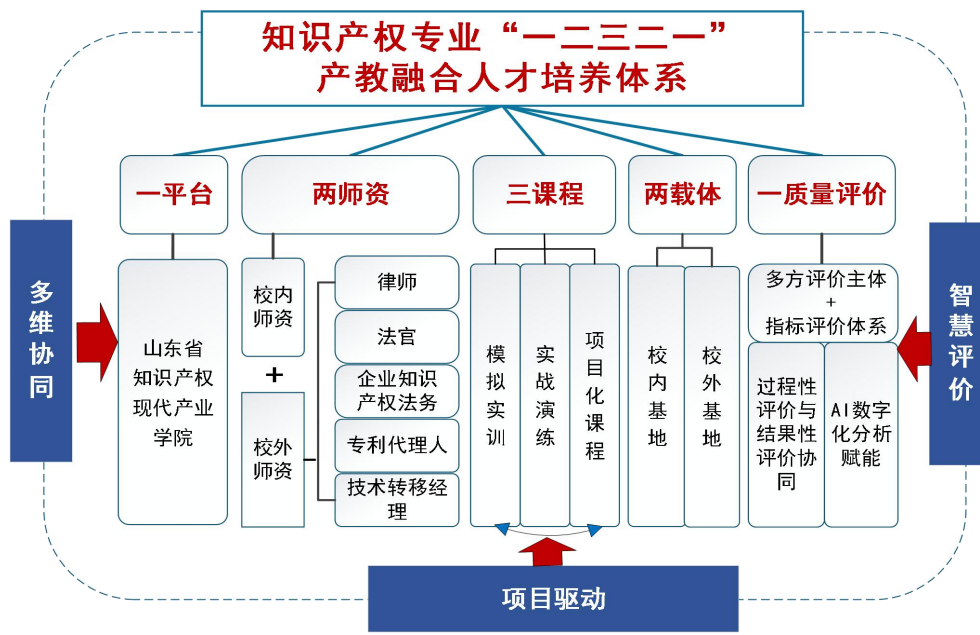 知识产权专业“一二三二一”
产教融合人才培养体系
一平台
两师资
三课程
两载体
一质量评价
多维协同
山东省
知识产权
现代产业
学院
校内
师资
+
校外
师资
律师
法官
企业知识
产权法务
专利代理人
技术转移经
理
模拟实训
实战演练
项目化课程
校内基地
校外基地
多方评价主体
+
指标评价体系
过程性
评价与
结果性
评价协
同
AI数字
化分析
赋能
智慧评价
项目驱动